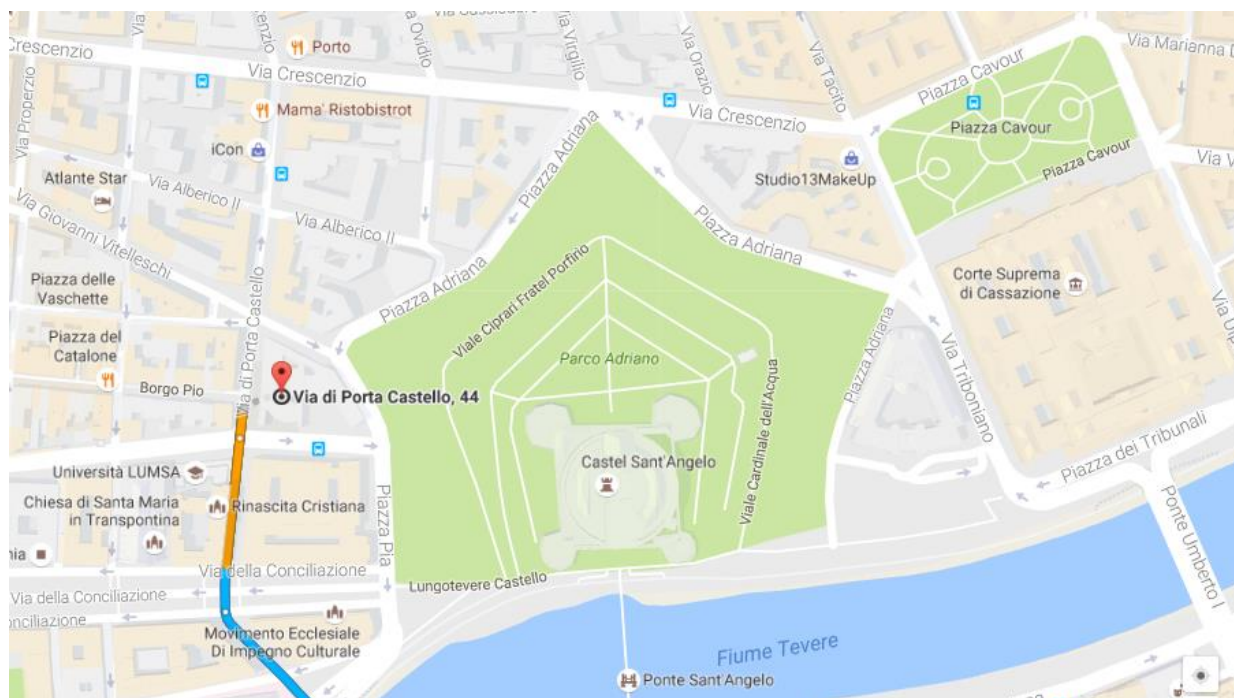 Via Crescenzio
Porto
Via Crescenzio
Mama' Ristobistrot
Via Properzio
iCon
Atlante Star
Via Alberico II
Via Alberico II
Via Giovanni Vitelleschi
Via Virgilio
Via Orazio
Via Tacito
Via Crescenzio
Piazza Cavour
Via Marianna
Piazza Cavour
Piazza Cavour
Studio13MakeUp
Piazza Adriana
Piazza Adriana
Piazza Adriana
Piazza Adriana
Piazza delle
Vaschette
Piazza del
Catalone
Borgo Pio
Via di Porta Castello
Via di Porta Castello
Via di Porta Castello, 44
Viale Ciprari Fratel Porfino
Parco Adriano
Castel Sant'Angelo
Viale Cardinale dell'Acqua
Corte Suprema
di Cassazione
Via Triboniano
Piazza dei Tribunali
Ponte Umberto I
Università LUMSA
Chiesa di Santa Maria
in Transpontina
Rinascita Cristiana
Piazza Pia
Via della Conciliazione
Via della Conciliazione
Lungotevere Castello
Movimento Ecclesiale
Di Impegno Culturale
Fiume Tevere
Ponte Sant'Angelo